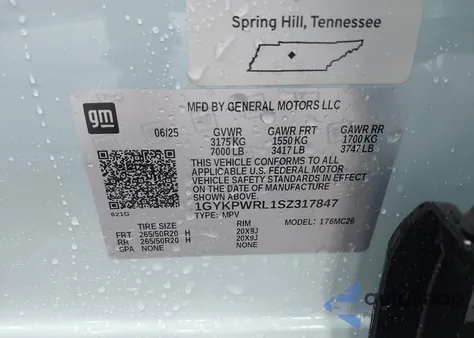 Spring Hill, Tennessee
MFD BY GENERAL MOTORS LLC
gm
06/25 GVWR GAWR FRT GAWR RR
3175 KG 1550 KG 1700 KG
7000 LB 3417 LB 3747 LB
THIS VEHICLE CONFORMS TO ALL
APPLICABLE U.S. FEDERAL MOTOR
VEHICLE SAFETY STANDARDS IN EFFECT
ON THE DATE OF MANUFACTURE SHOWN ABOVE.
1GYKPWRL1SZ317847
621G
TYPE: MPV MODEL: 176MC26
TIRE SIZE RIM
FRT 265/50R20 H 20X9J
RR 265/50R20 H 20X9J
GPA NONE NONE